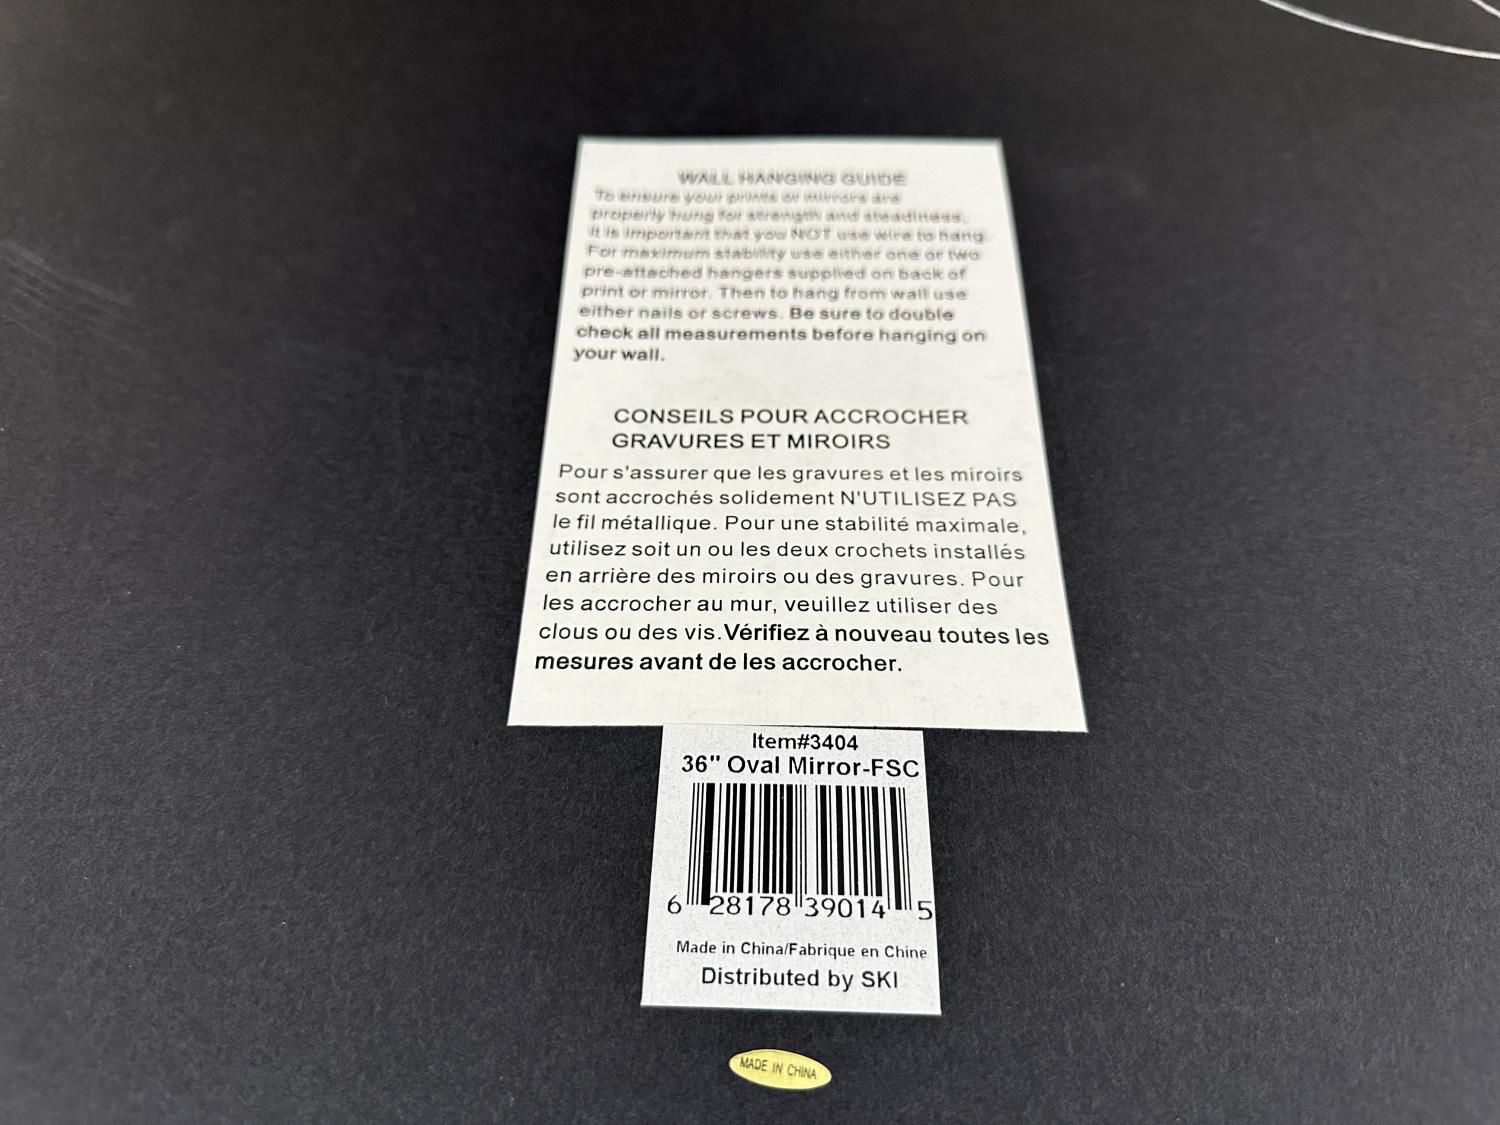 WALL HANGING GUIDE
To ensure your prints or mirrors are
properly hung for strength and steadiness,
it is important that you NOT use wire to hang.
For maximum stability use either one or two
pre-attached hangers supplied on back of
print or mirror. Then to hang from wall use
either nails or screws. Be sure to double
check all measurements before hanging on
your wall.
CONSEILS POUR ACCROCHER
GRAVURES ET MIROIRS
Pour s'assurer que les gravures et les miroirs
sont accrochés solidement N'UTILISEZ PAS
le fil métallique. Pour une stabilité maximale,
utilisez soit un ou les deux crochets installés
en arrière des miroirs ou des gravures. Pour
les accrocher au mur, veuillez utiliser des
clous ou des vis.Vérifiez à nouveau toutes les
mesures avant de les accrocher.
Item#3404
36" Oval Mirror-FSC
6 28178 39014 5
Made in China/Fabrique en Chine
Distributed by SKI
MADE IN CHINA